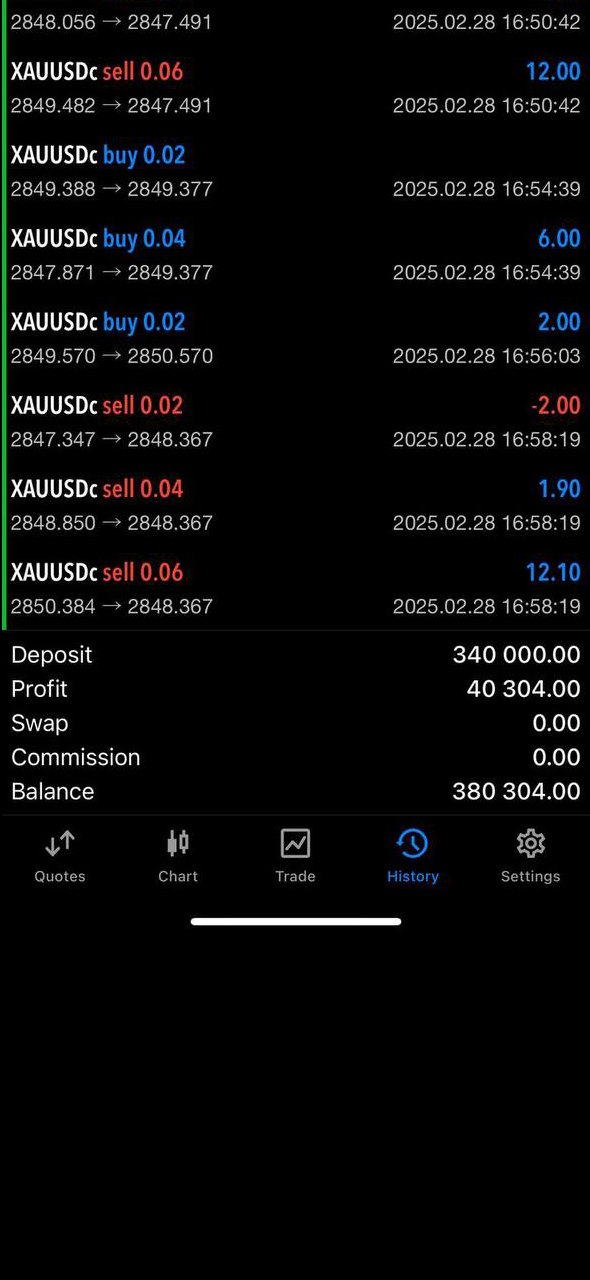 2848.056 → 2847.491 2025.02.28 16:50:42
XAUUSDc sell 0.06 12.00
2849.482 → 2847.491 2025.02.28 16:50:42
XAUUSDc buy 0.02
2849.388 → 2849.377 2025.02.28 16:54:39
XAUUSDc buy 0.04 6.00
2847.871 → 2849.377 2025.02.28 16:54:39
XAUUSDc buy 0.02 2.00
2849.570 → 2850.570 2025.02.28 16:56:03
XAUUSDc sell 0.02 -2.00
2847.347 → 2848.367 2025.02.28 16:58:19
XAUUSDc sell 0.04 1.90
2848.850 → 2848.367 2025.02.28 16:58:19
XAUUSDc sell 0.06 12.10
2850.384 → 2848.367 2025.02.28 16:58:19
Deposit 340 000.00
Profit 40 304.00
Swap 0.00
Commission 0.00
Balance 380 304.00
Quotes Chart Trade History Settings